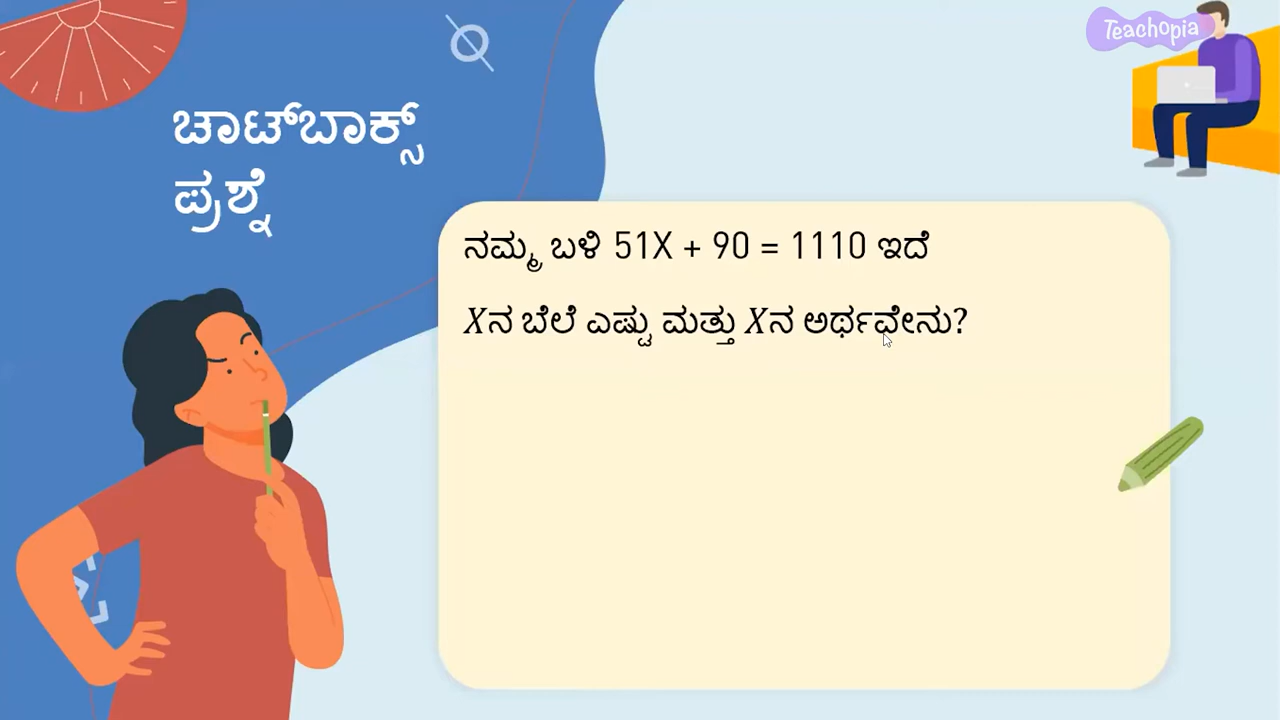 Teachopia
ಚಾಟ್‌ಬಾಕ್ಸ್
ಪ್ರಶ್ನೆ
ನಮ್ಮ ಬಳಿ 51X + 90 = 1110 ಇದೆ
Xನ ಬೆಲೆ ಎಷ್ಟು ಮತ್ತು Xನ ಅರ್ಥವೇನು?